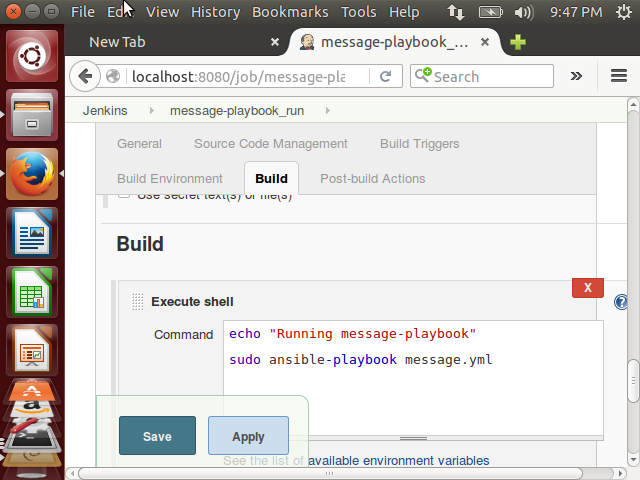 File Edit View History Bookmarks Tools Help 9:47 PM
New Tab message-playbook_...
localhost:8080/job/message-pla Search
Jenkins message-playbook_run
General Source Code Management Build Triggers
Build Environment Build Post-build Actions
Use secret text(s) or file(s)
Build
X
Execute shell
Command echo "Running message-playbook"
sudo ansible-playbook message.yml
Save Apply
See the list of available environment variables